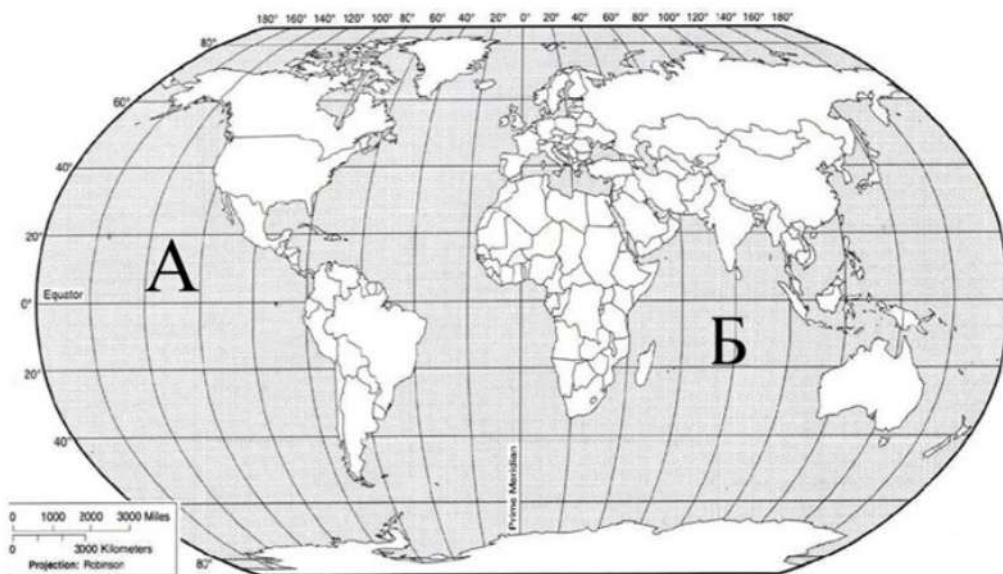 180° 160° 140° 120° 100° 80° 60° 40° 20° 0° 20° 40° 60° 80° 100° 120° 140° 160° 180°
80°
60°
40°
20°
А
Equator
0°
Б
20°
40°
Prime Meridian
0 1000 2000 3000 Miles
0 3000 Kilometers
Projection: Robinson
80°